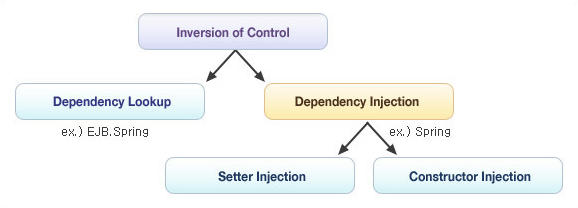 Inversion of Control
Dependency Lookup
Dependency Injection
ex.) EJB.Spring
ex.) Spring
Setter Injection
Constructor Injection